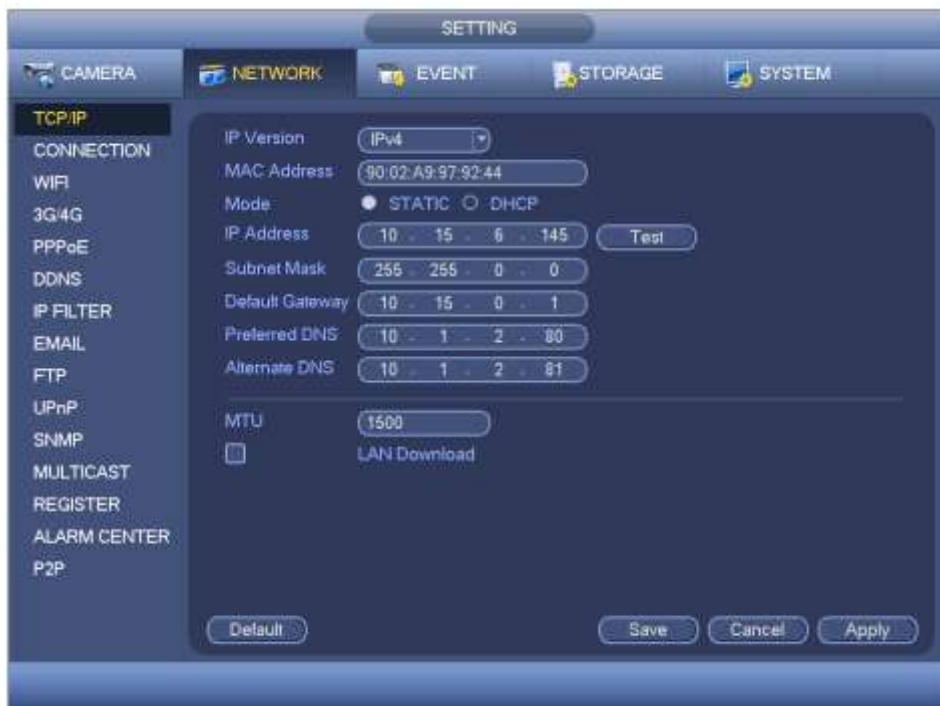 SETTING
CAMERA NETWORK EVENT STORAGE SYSTEM
TCP/IP
CONNECTION
WIFI
3G/4G
PPPoE
DDNS
IP FILTER
EMAIL
FTP
UPnP
SNMP
MULTICAST
REGISTER
ALARM CENTER
P2P
IP Version IPv4
MAC Address 90:02:A9:97:92:44
Mode STATIC DHCP
IP Address 10 . 15 . 6 . 145 Test
Subnet Mask 255 . 255 . 0 . 0
Default Gateway 10 . 15 . 0 . 1
Preferred DNS 10 . 1 . 2 . 80
Alternate DNS 10 . 1 . 2 . 81
MTU 1500
LAN Download
Default Save Cancel Apply